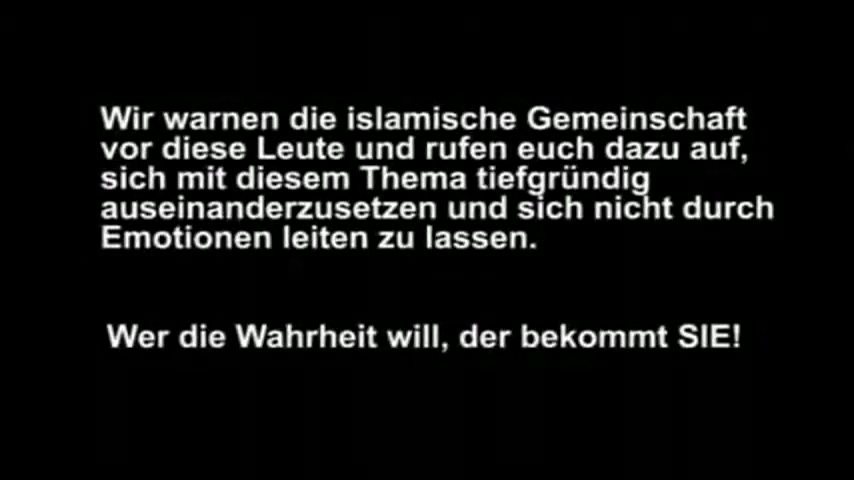 Wir warnen die islamische Gemeinschaft
vor diese Leute und rufen euch dazu auf,
sich mit diesem Thema tiefgründig
auseinanderzusetzen und sich nicht durch
Emotionen leiten zu lassen.
Wer die Wahrheit will, der bekommt SIE!